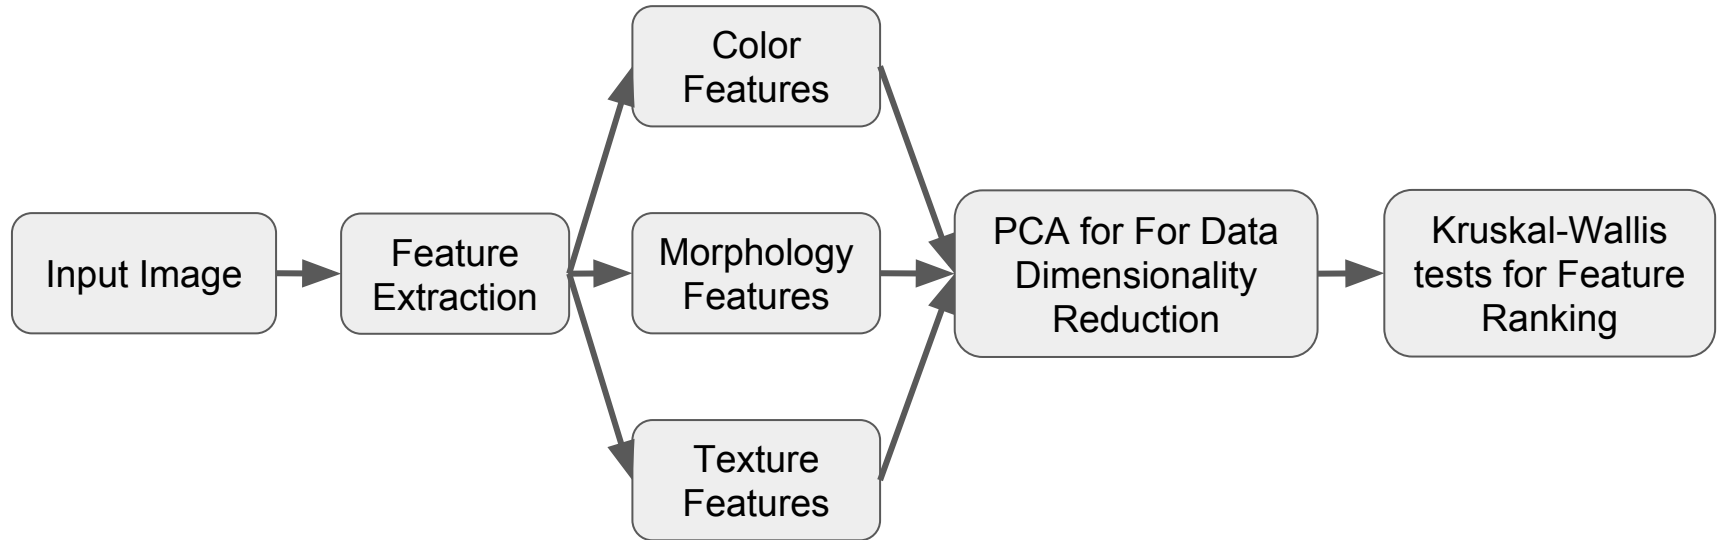 Input Image
Feature
Extraction
Color
Features
Morphology
Features
Texture
Features
PCA for For Data
Dimensionality
Reduction
Kruskal-Wallis
tests for Feature
Ranking